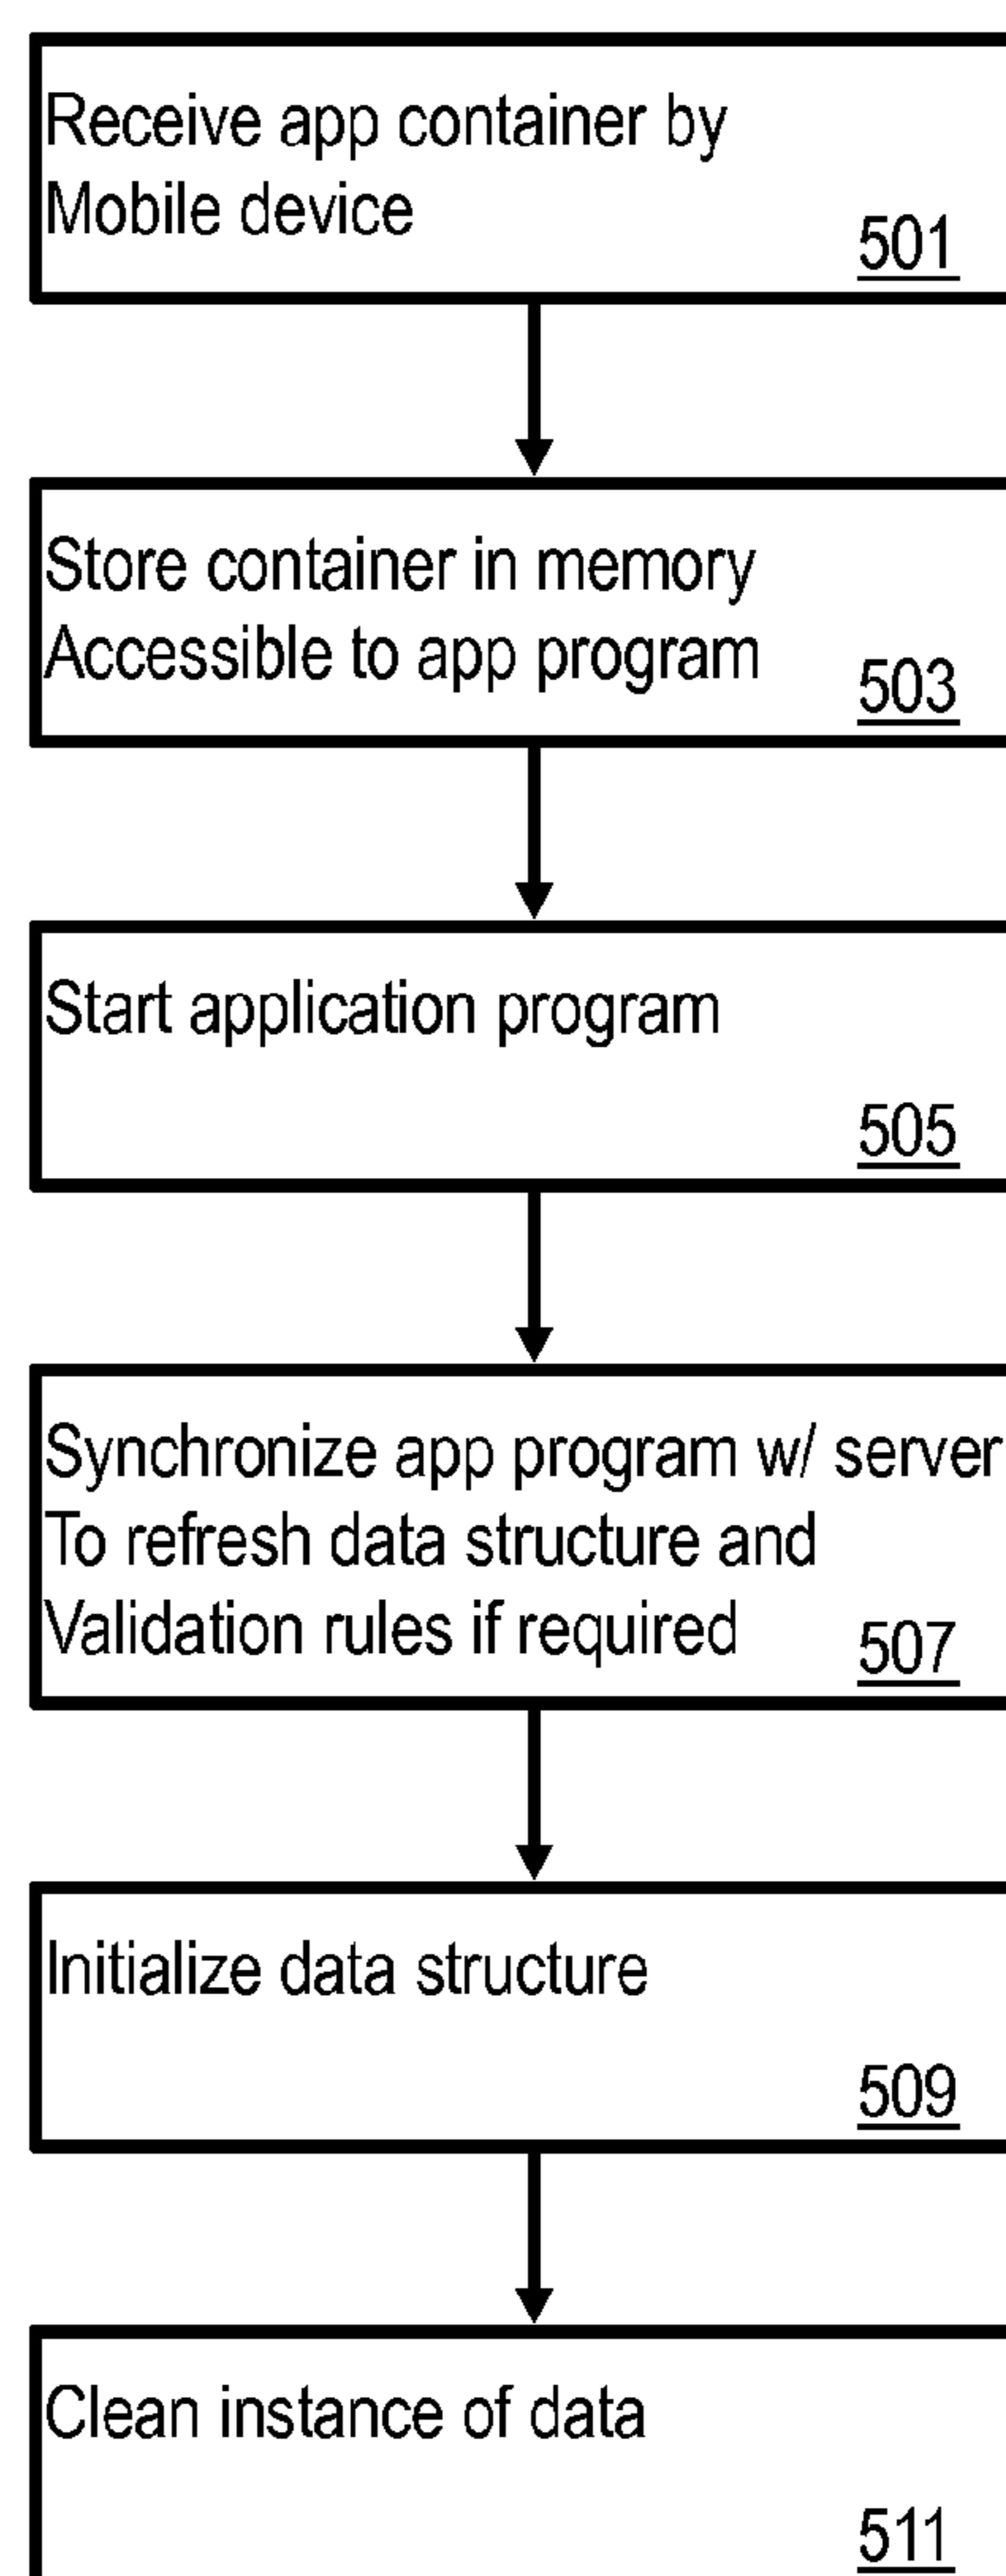 Receive app container by
Mobile device
501
Store container in memory
Accessible to app program
503
Start application program
505
Synchronize app program w/ server
To refresh data structure and
Validation rules if required
507
Initialize data structure
509
Clean instance of data
511